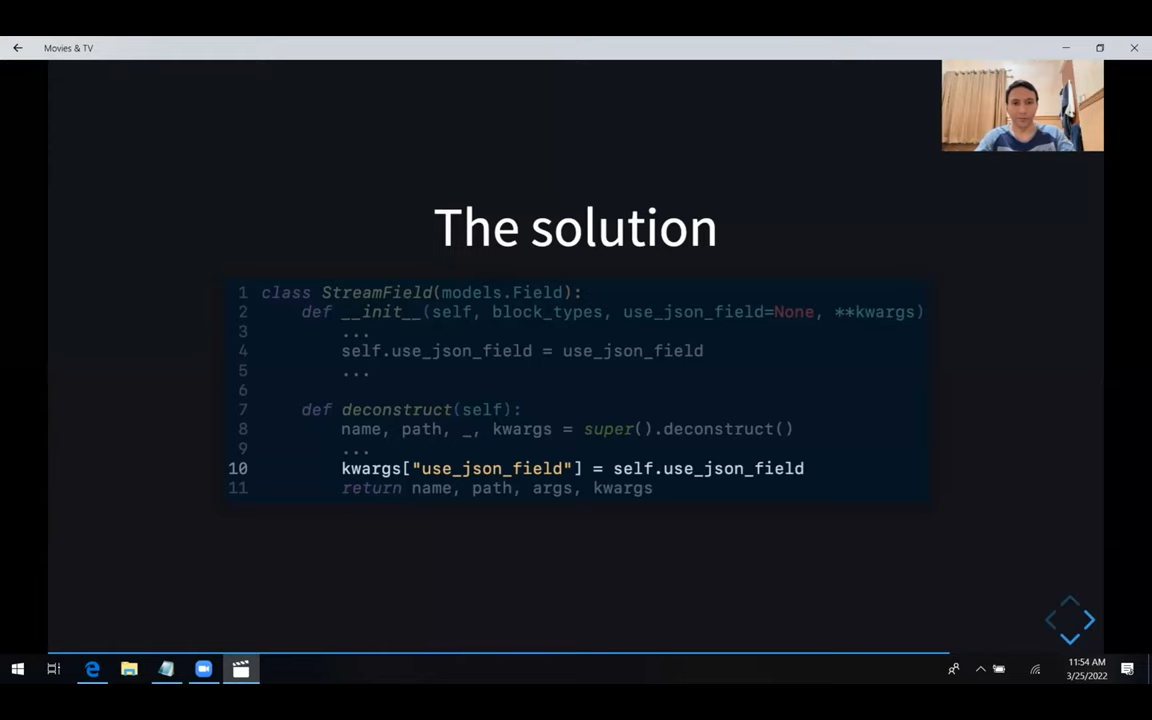 Movies & TV
The solution
1 class StreamField(models.Field):
2 def __init__(self, block_types, use_json_field=None, **kwargs)
3 ...
4 self.use_json_field = use_json_field
5 ...
6
7 def deconstruct(self):
8 name, path, _, kwargs = super().deconstruct()
9 ...
10 kwargs["use_json_field"] = self.use_json_field
11 return name, path, args, kwargs
11:54 AM
3/25/2022